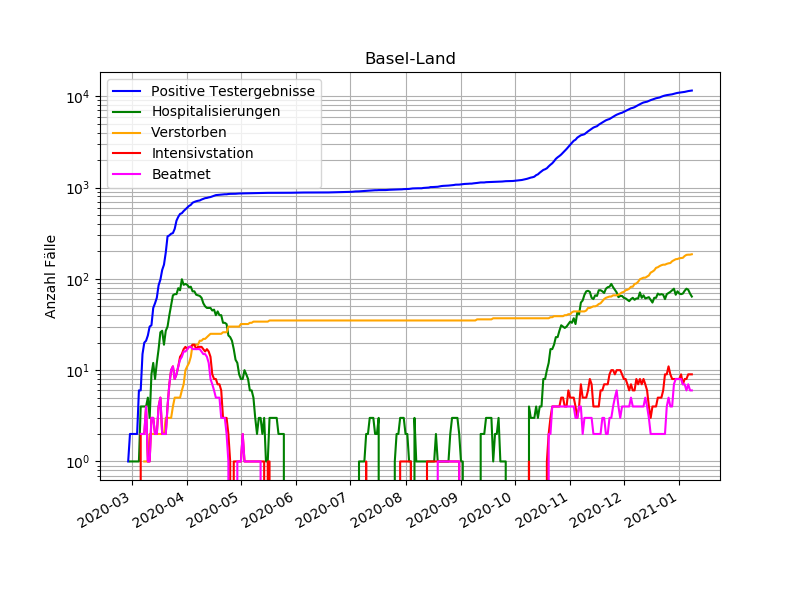 Basel-Land
Anzahl Fälle
10⁴
10³
10²
10¹
10⁰
Positive Testergebnisse
Hospitalisierungen
Verstorben
Intensivstation
Beatmet
2020-03
2020-04
2020-05
2020-06
2020-07
2020-08
2020-09
2020-10
2020-11
2020-12
2021-01